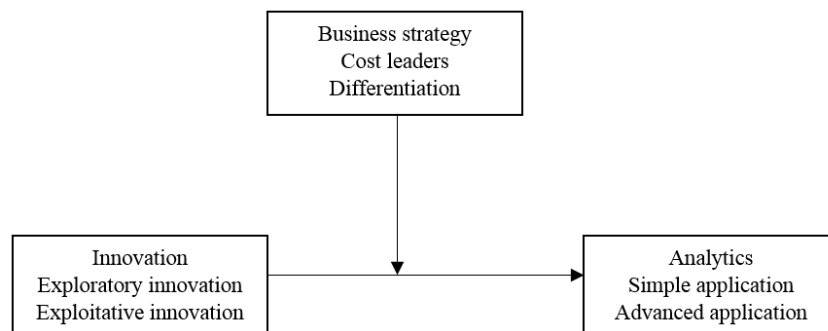 Business strategy
Cost leaders
Differentiation
Innovation
Exploratory innovation
Exploitative innovation
Analytics
Simple application
Advanced application